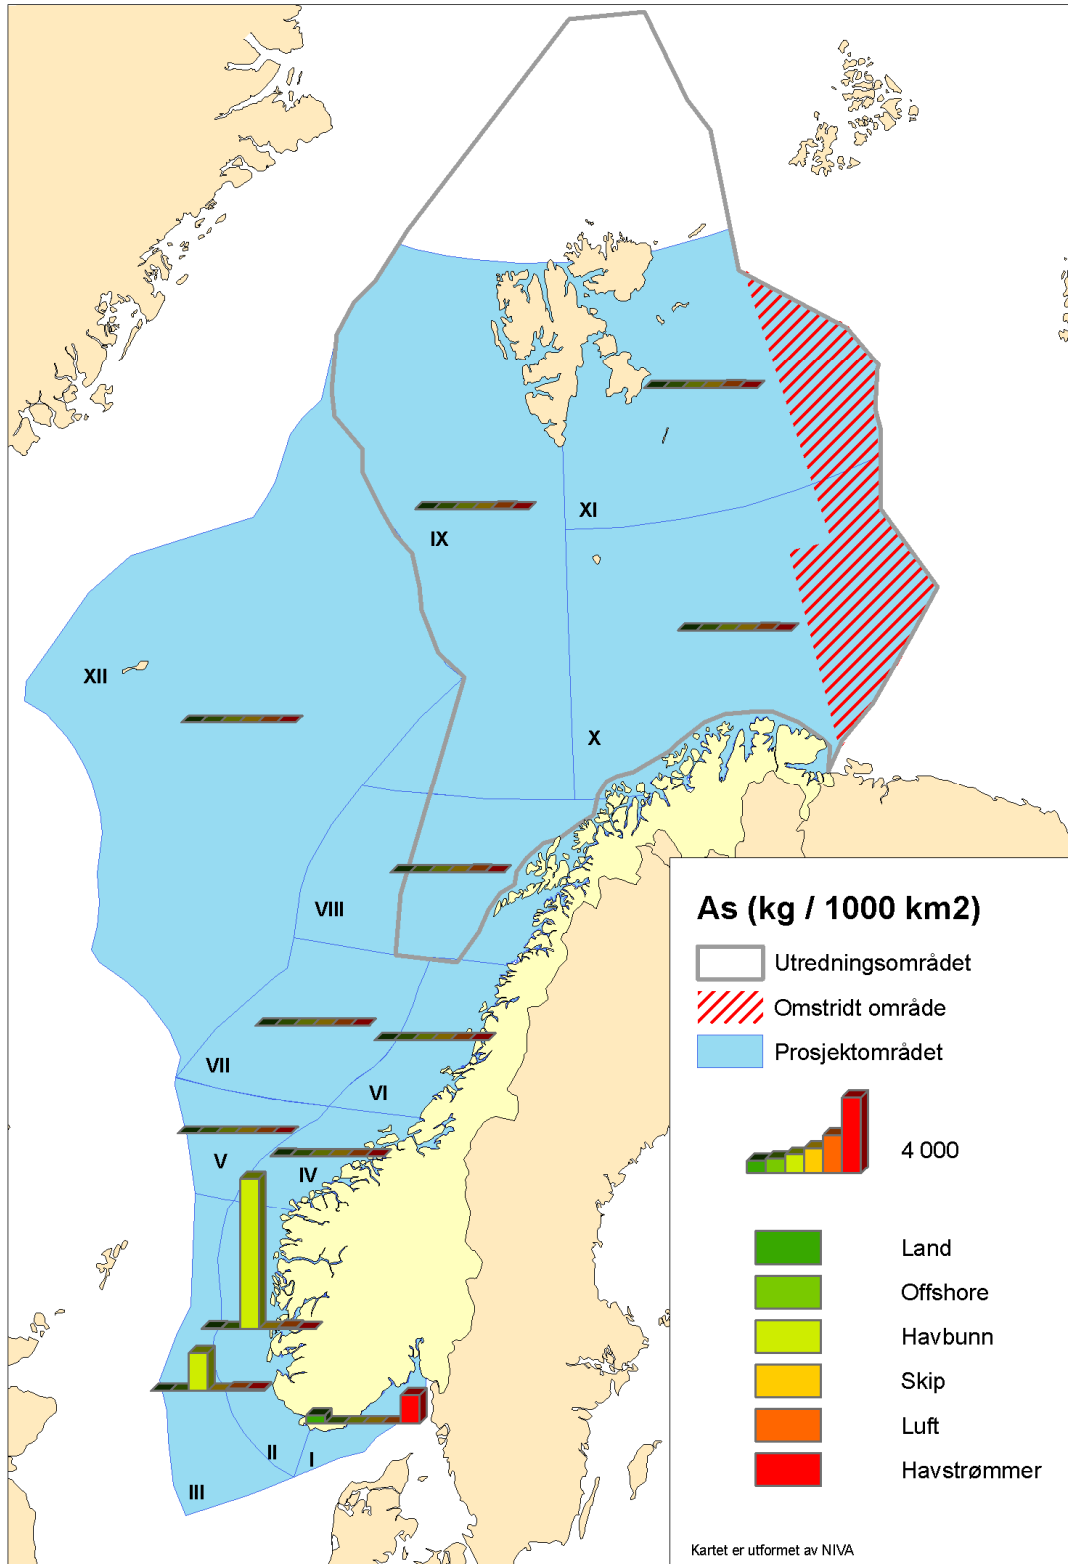 XI
IX
XII
X
VIII
VII
VI
V
IV
II
I
III
As (kg / 1000 km2)
Utredningsområdet
Omstridt område
Prosjektområdet
4 000
Land
Offshore
Havbunn
Skip
Luft
Havstrømmer
Kartet er utformet av NIVA